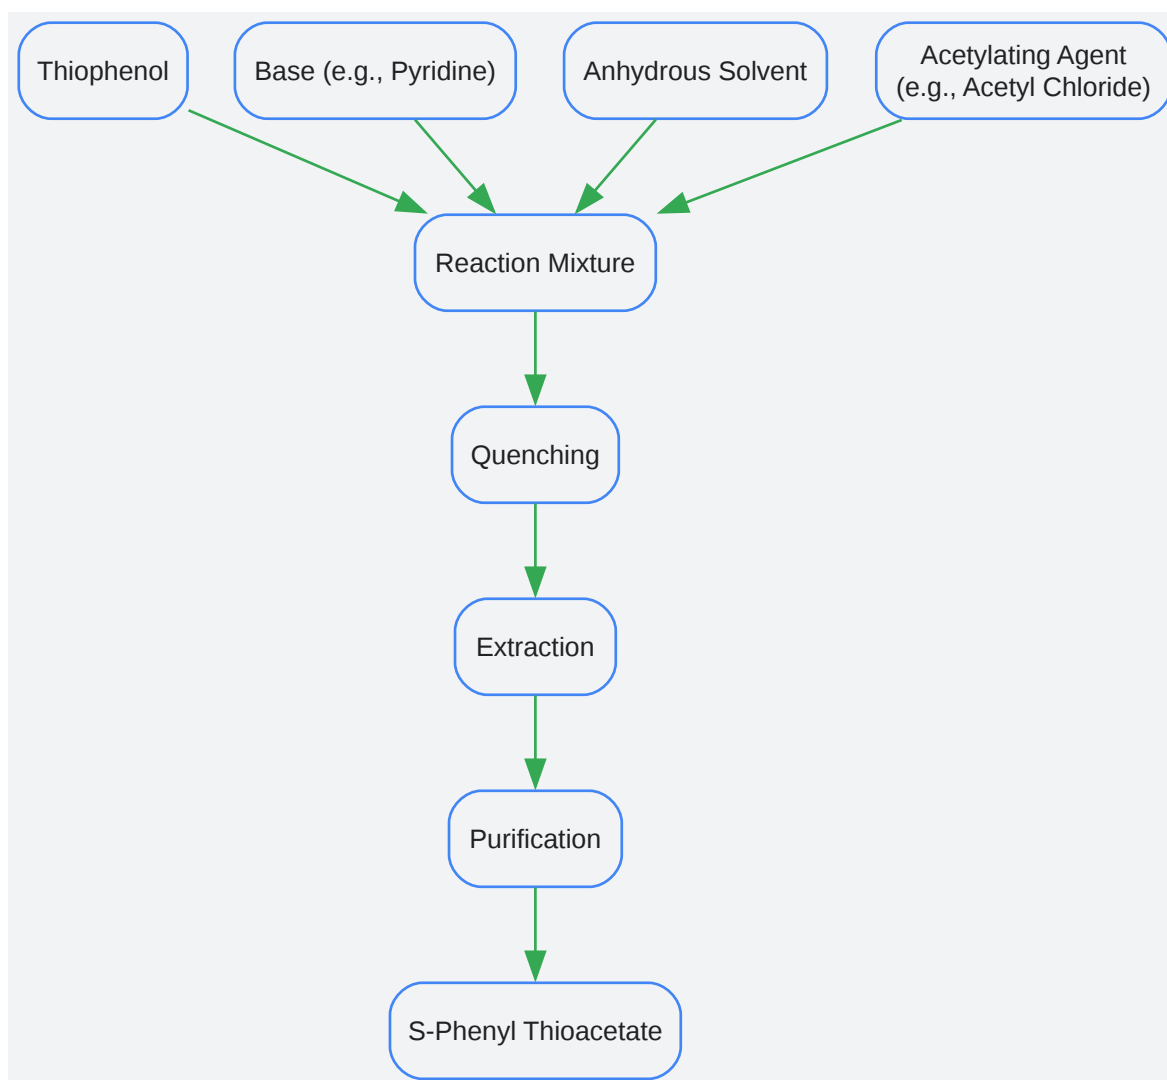 Thiophenol
Base (e.g., Pyridine)
Anhydrous Solvent
Acetylating Agent
(e.g., Acetyl Chloride)
Reaction Mixture
Quenching
Extraction
Purification
S-Phenyl Thioacetate